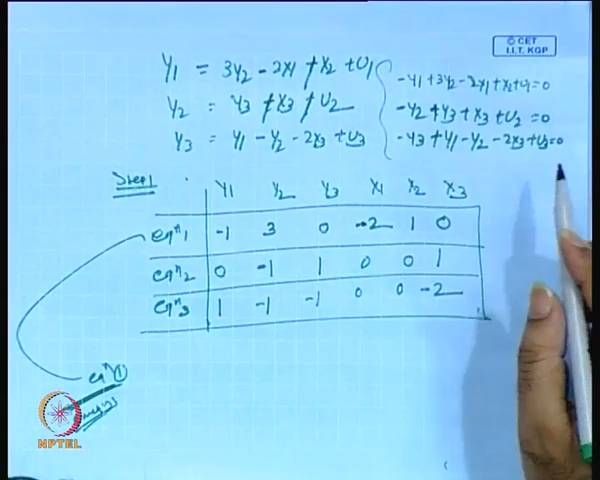 © CET
I.I.T. KGP
Y1 = 3Y2 - 2X1 + X2 + U1
Y2 = Y3 + X3 + U2
Y3 = Y1 - Y2 - 2X3 + U3
-Y1 + 3Y2 - 2X1 + X2 + U1 = 0
-Y2 + Y3 + X3 + U2 = 0
-Y3 + Y1 - Y2 - 2X3 + U3 = 0
Step1
Y1 Y2 Y3 X1 X2 X3
eqⁿ1 -1 3 0 -2 1 0
eqⁿ2 0 -1 1 0 0 1
eqⁿ3 1 -1 -1 0 0 -2
eqⁿ ①
NPTEL